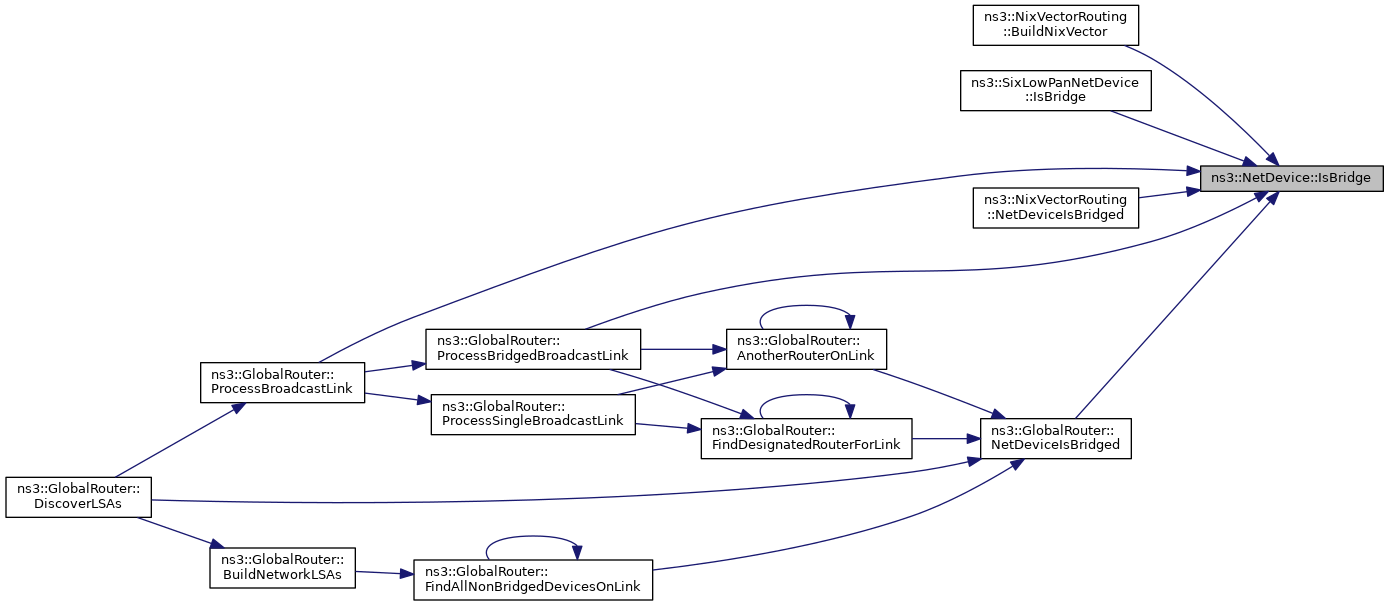 ns3::NixVectorRouting
::BuildNixVector
ns3::SixLowPanNetDevice
::IsBridge
ns3::NetDevice::IsBridge
ns3::NixVectorRouting
::NetDeviceIsBridged
ns3::GlobalRouter::
ProcessBridgedBroadcastLink
ns3::GlobalRouter::
AnotherRouterOnLink
ns3::GlobalRouter::
ProcessBroadcastLink
ns3::GlobalRouter::
ProcessSingleBroadcastLink
ns3::GlobalRouter::
FindDesignatedRouterForLink
ns3::GlobalRouter::
NetDeviceIsBridged
ns3::GlobalRouter::
DiscoverLSAs
ns3::GlobalRouter::
BuildNetworkLSAs
ns3::GlobalRouter::
FindAllNonBridgedDevicesOnLink